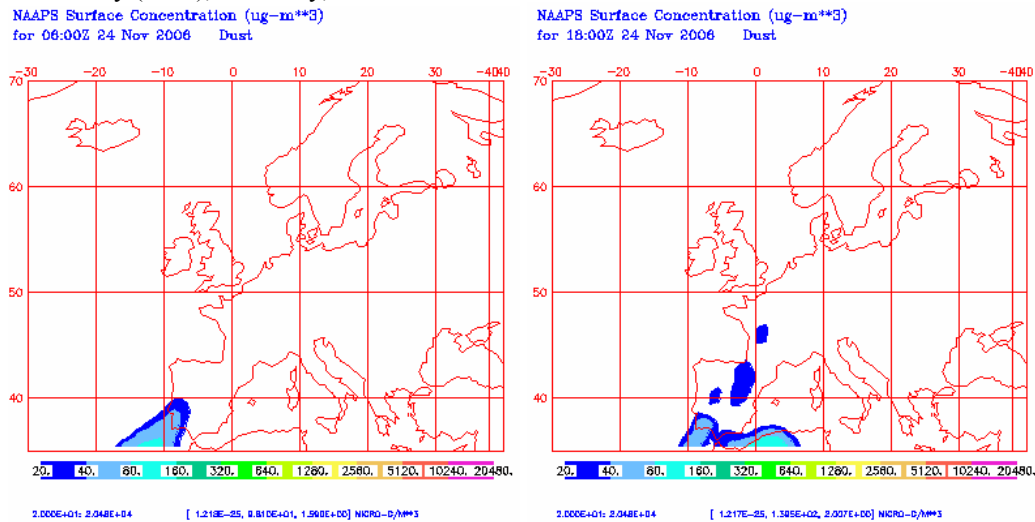 NAAPS Surface Concentration (ug-m**3)
for 06:00Z 24 Nov 2006 Dust
-30 -20 -10 0 10 20 30 -4040
70
60
50
40
20. 40. 80. 160. 320. 640. 1280. 2560. 5120. 10240. 20480.
2.000E+01: 2.048E+04 [ 1.218E-25, 9.810E+01, 1.590E+00] MICRO-G/M**3
NAAPS Surface Concentration (ug-m**3)
for 18:00Z 24 Nov 2006 Dust
-30 -20 -10 0 10 20 30 -4040
70
60
50
40
20. 40. 80. 160. 320. 640. 1280. 2560. 5120. 10240. 20480.
2.000E+01: 2.048E+04 [ 1.217E-25, 1.395E+02, 2.007E+00] MICRO-G/M**3